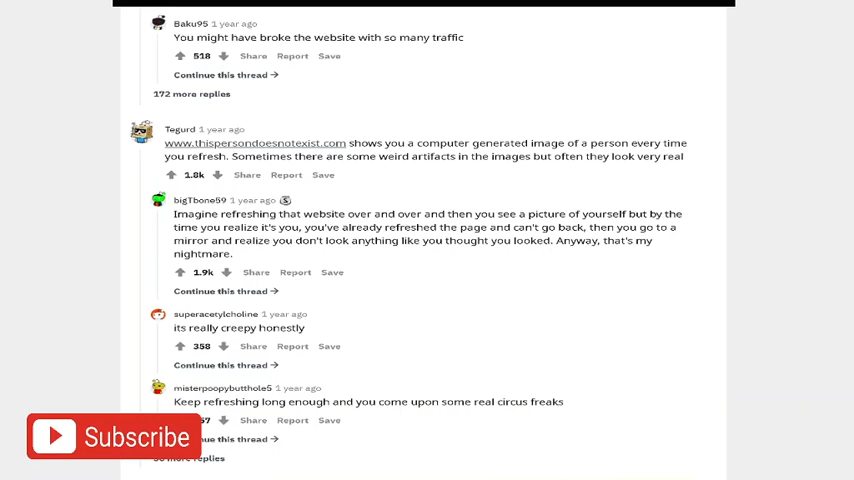 Baku95 1 year ago
You might have broke the website with so many traffic
518 Share Report Save
Continue this thread →
172 more replies
Tegurd 1 year ago
www.thispersondoesnotexist.com shows you a computer generated image of a person every time
you refresh. Sometimes there are some weird artifacts in the images but often they look very real
1.8k Share Report Save
bigTbone59 1 year ago
Imagine refreshing that website over and over and then you see a picture of yourself but by the
time you realize it's you, you've already refreshed the page and can't go back, then you go to a
mirror and realize you don't look anything like you thought you looked. Anyway, that's my
nightmare.
1.9k Share Report Save
Continue this thread →
superacetylcholine 1 year ago
its really creepy honestly
358 Share Report Save
Continue this thread →
misterpoopybutthole5 1 year ago
Keep refreshing long enough and you come upon some real circus freaks
Share Report Save
this thread →
more replies
Subscribe